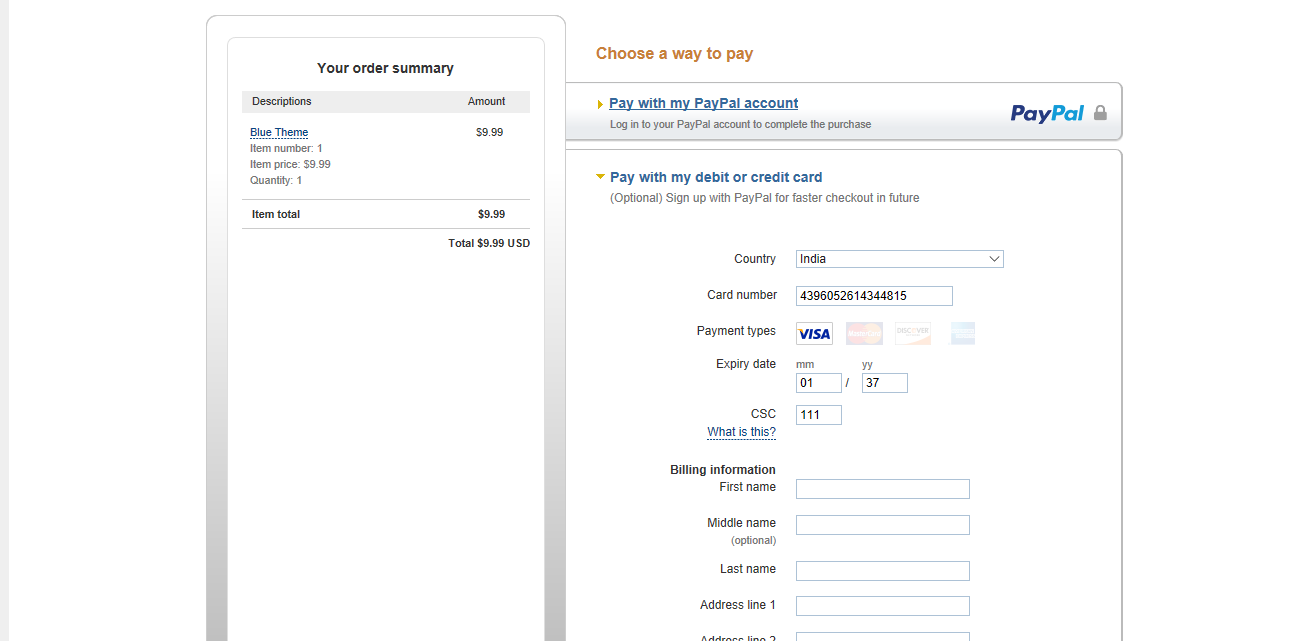 Your order summary
Descriptions Amount
Blue Theme $9.99
Item number: 1
Item price: $9.99
Quantity: 1
Item total $9.99
Total $9.99 USD
Choose a way to pay
Pay with my PayPal account
Log in to your PayPal account to complete the purchase
PayPal
Pay with my debit or credit card
(Optional) Sign up with PayPal for faster checkout in future
Country India
Card number 4396052614344815
Payment types VISA MasterCard DISCOVER
Expiry date mm yy
01 / 37
CSC 111
What is this?
Billing information
First name
Middle name
(optional)
Last name
Address line 1
Address line 2